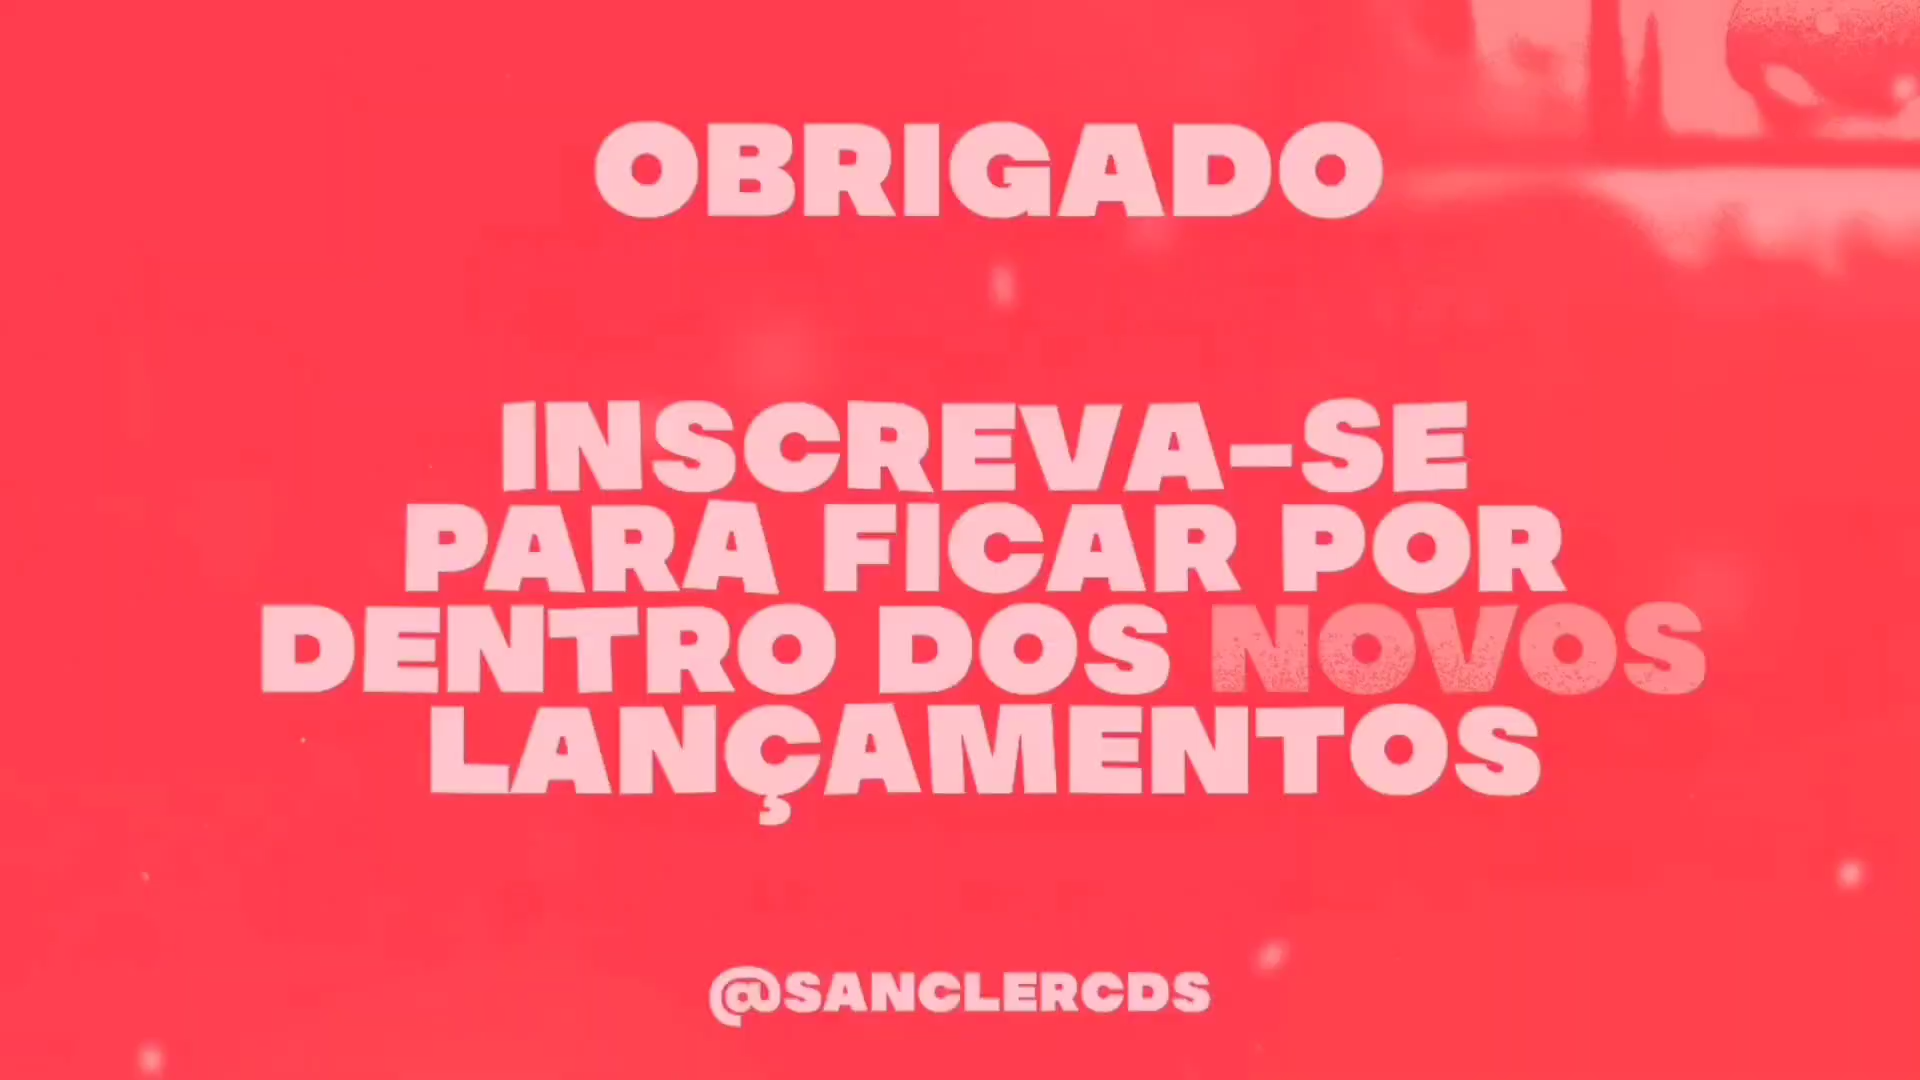 OBRIGADO
INSCREVA-SE
PARA FICAR POR
DENTRO DOS NOVOS
LANÇAMENTOS
@SANCLERCDS